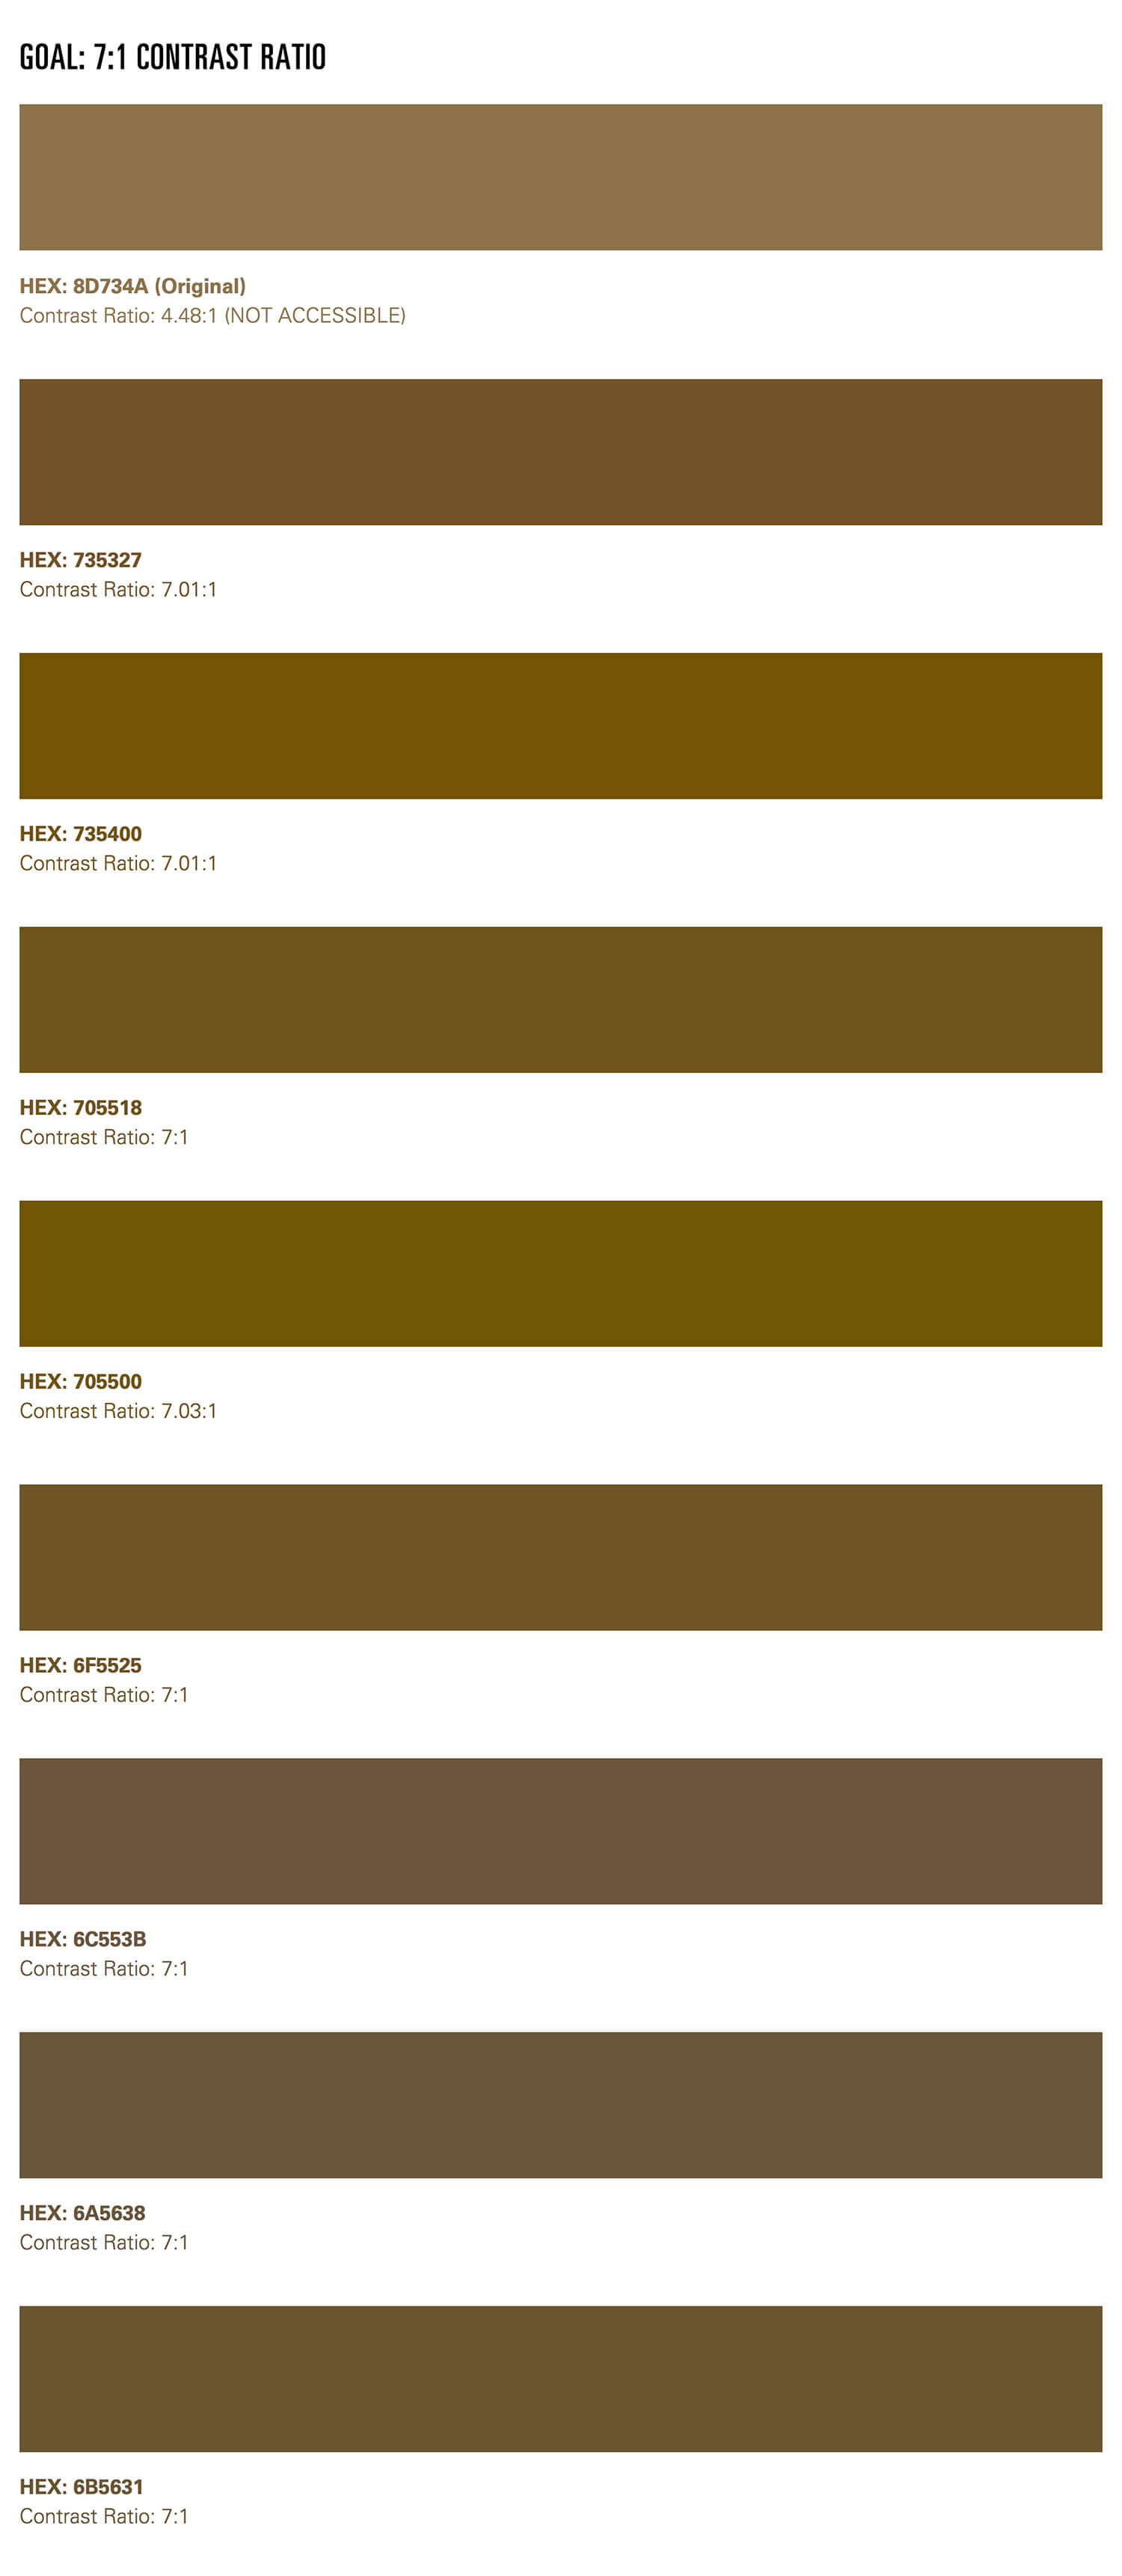 GOAL: 7:1 CONTRAST RATIO
HEX: 8D734A (Original)
Contrast Ratio: 4.48:1 (NOT ACCESSIBLE)
HEX: 735327
Contrast Ratio: 7.01:1
HEX: 735400
Contrast Ratio: 7.01:1
HEX: 705518
Contrast Ratio: 7:1
HEX: 705500
Contrast Ratio: 7.03:1
HEX: 6F5525
Contrast Ratio: 7:1
HEX: 6C553B
Contrast Ratio: 7:1
HEX: 6A5638
Contrast Ratio: 7:1
HEX: 6B5631
Contrast Ratio: 7:1